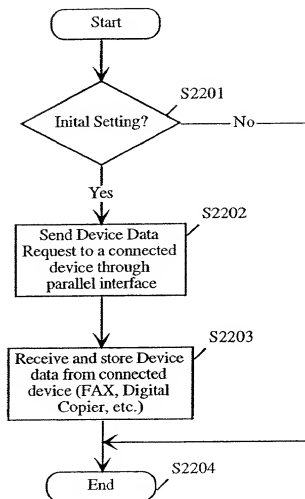 Start
S2201
Inital Setting?
No
Yes
S2202
Send Device Data
Request to a connected
device through
parallel interface
S2203
Receive and store Device
data from connected
device (FAX, Digital
Copier, etc.)
S2204
End